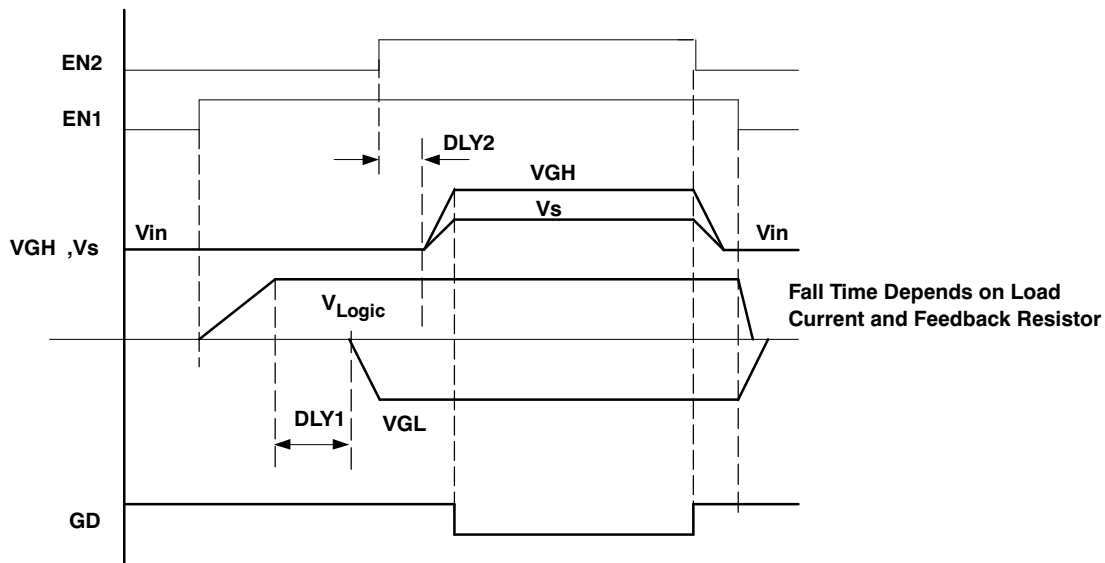 EN2
EN1
DLY2
VGH
Vs
Vin
Vin
VGH ,Vs
VLogic
Fall Time Depends on Load
Current and Feedback Resistor
DLY1
VGL
GD